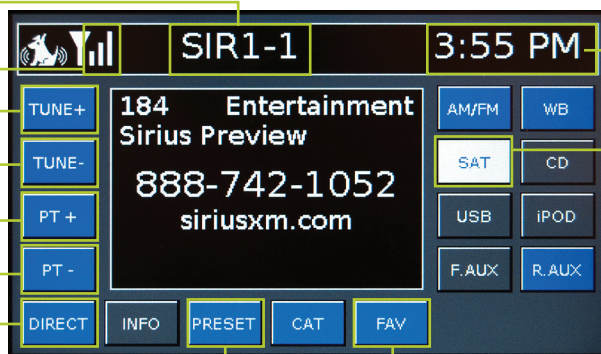 SIR1-1 3:55 PM
TUNE+
TUNE-
PT +
PT -
184 Entertainment
Sirius Preview
888-742-1052
siriusxm.com
AM/FM WB
SAT CD
USB iPOD
F.AUX R.AUX
DIRECT INFO PRESET CAT FAV